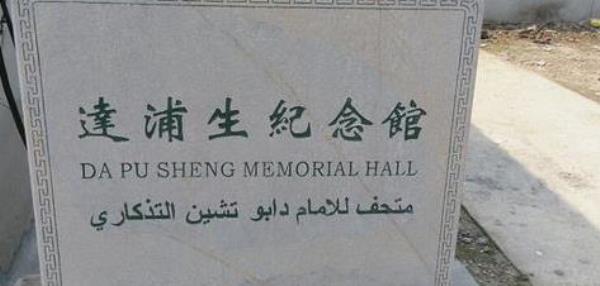 達浦生紀念館
DA PU SHENG MEMORIAL HALL
متحف للامام دابو تشين التذكاري